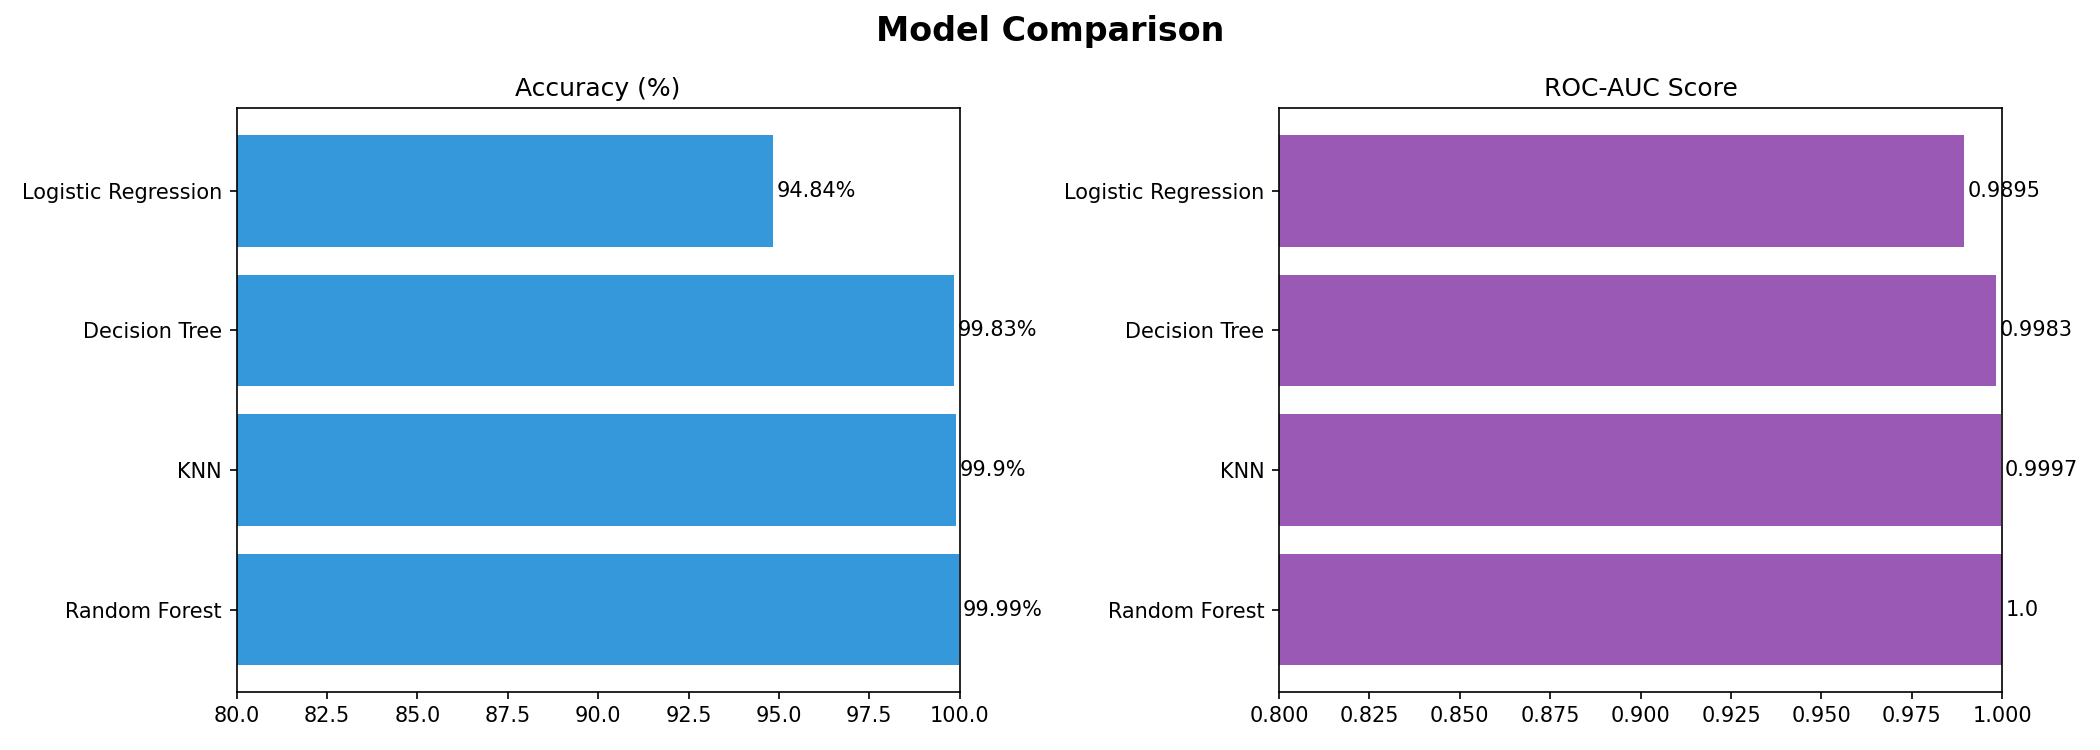 Model Comparison
Accuracy (%)
Logistic Regression
94.84%
Decision Tree
99.83%
KNN
99.9%
Random Forest
99.99%
80.0 82.5 85.0 87.5 90.0 92.5 95.0 97.5 100.0
ROC-AUC Score
Logistic Regression
0.9895
Decision Tree
0.9983
KNN
0.9997
Random Forest
1.0
0.800 0.825 0.850 0.875 0.900 0.925 0.950 0.975 1.000